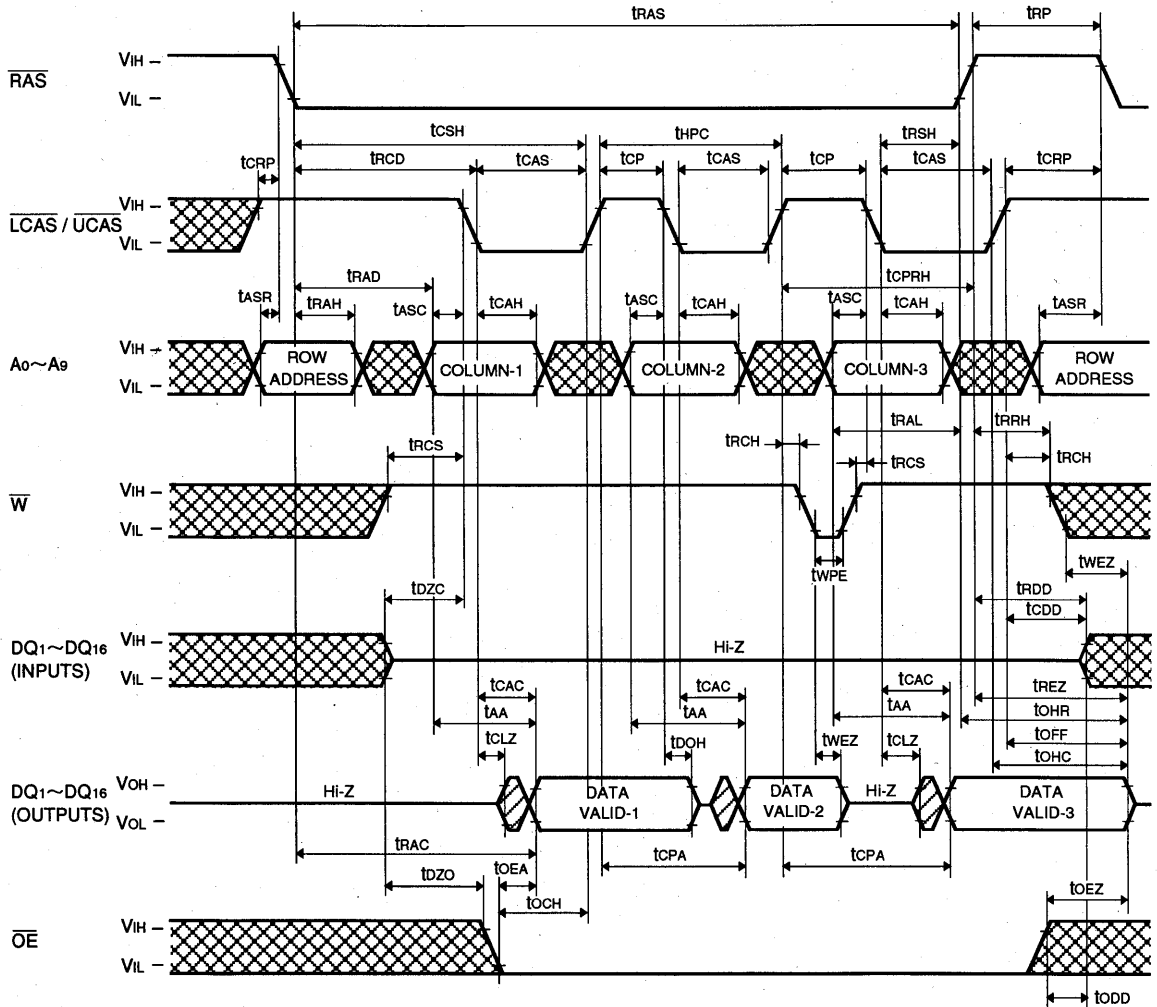 tRAS tRP
VIH
RAS
VIL
tCSH tHPC tRSH
tRCD tCAS tCP tCAS tCP tCAS tCRP
tCRP
VIH
LCAS / UCAS
VIL
tRAD tCPRH
tASR tRAH tASC tCAH tASC tCAH tASC tCAH tASR
VIH
A0~A9 ROW ADDRESS COLUMN-1 COLUMN-2 COLUMN-3 ROW ADDRESS
VIL
tRCH tRAL tRRH
tRCS tRCS tRCH
VIH
W
VIL
tWPE tWEZ
tDZC tRDD
tCDD
VIH
DQ1~DQ16 Hi-Z
(INPUTS)
VIL
tCAC tCAC tCAC tREZ
tAA tAA tAA tOHR
tCLZ tDOH tWEZ tCLZ tOFF
tOHC
VOH
DQ1~DQ16 Hi-Z DATA VALID-1 DATA VALID-2 Hi-Z DATA VALID-3
(OUTPUTS)
VOL
tRAC tCPA tCPA
tDZO tOEA tOEZ
tOCH
VIH
OE
VIL
tODD